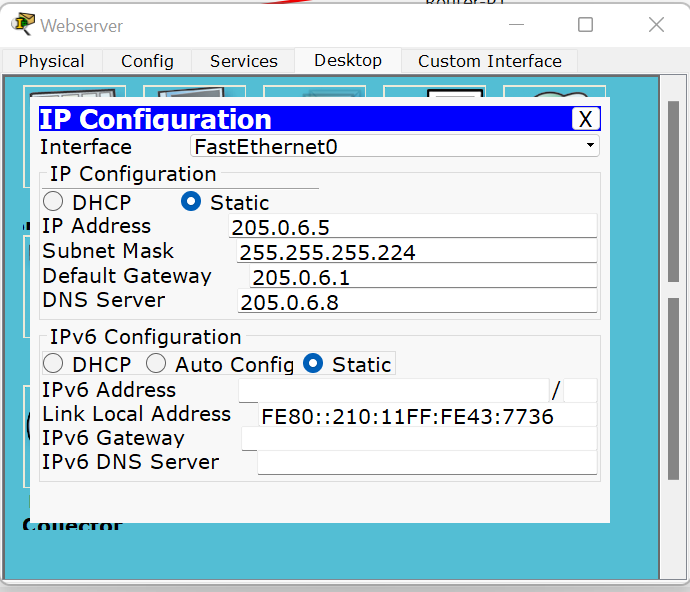 Router-PT
Webserver
Physical Config Services Desktop Custom Interface
IP Configuration X
Interface FastEthernet0
IP Configuration
DHCP Static
IP Address 205.0.6.5
Subnet Mask 255.255.255.224
Default Gateway 205.0.6.1
DNS Server 205.0.6.8
IPv6 Configuration
DHCP Auto Config Static
IPv6 Address /
Link Local Address FE80::210:11FF:FE43:7736
IPv6 Gateway
IPv6 DNS Server
Collector